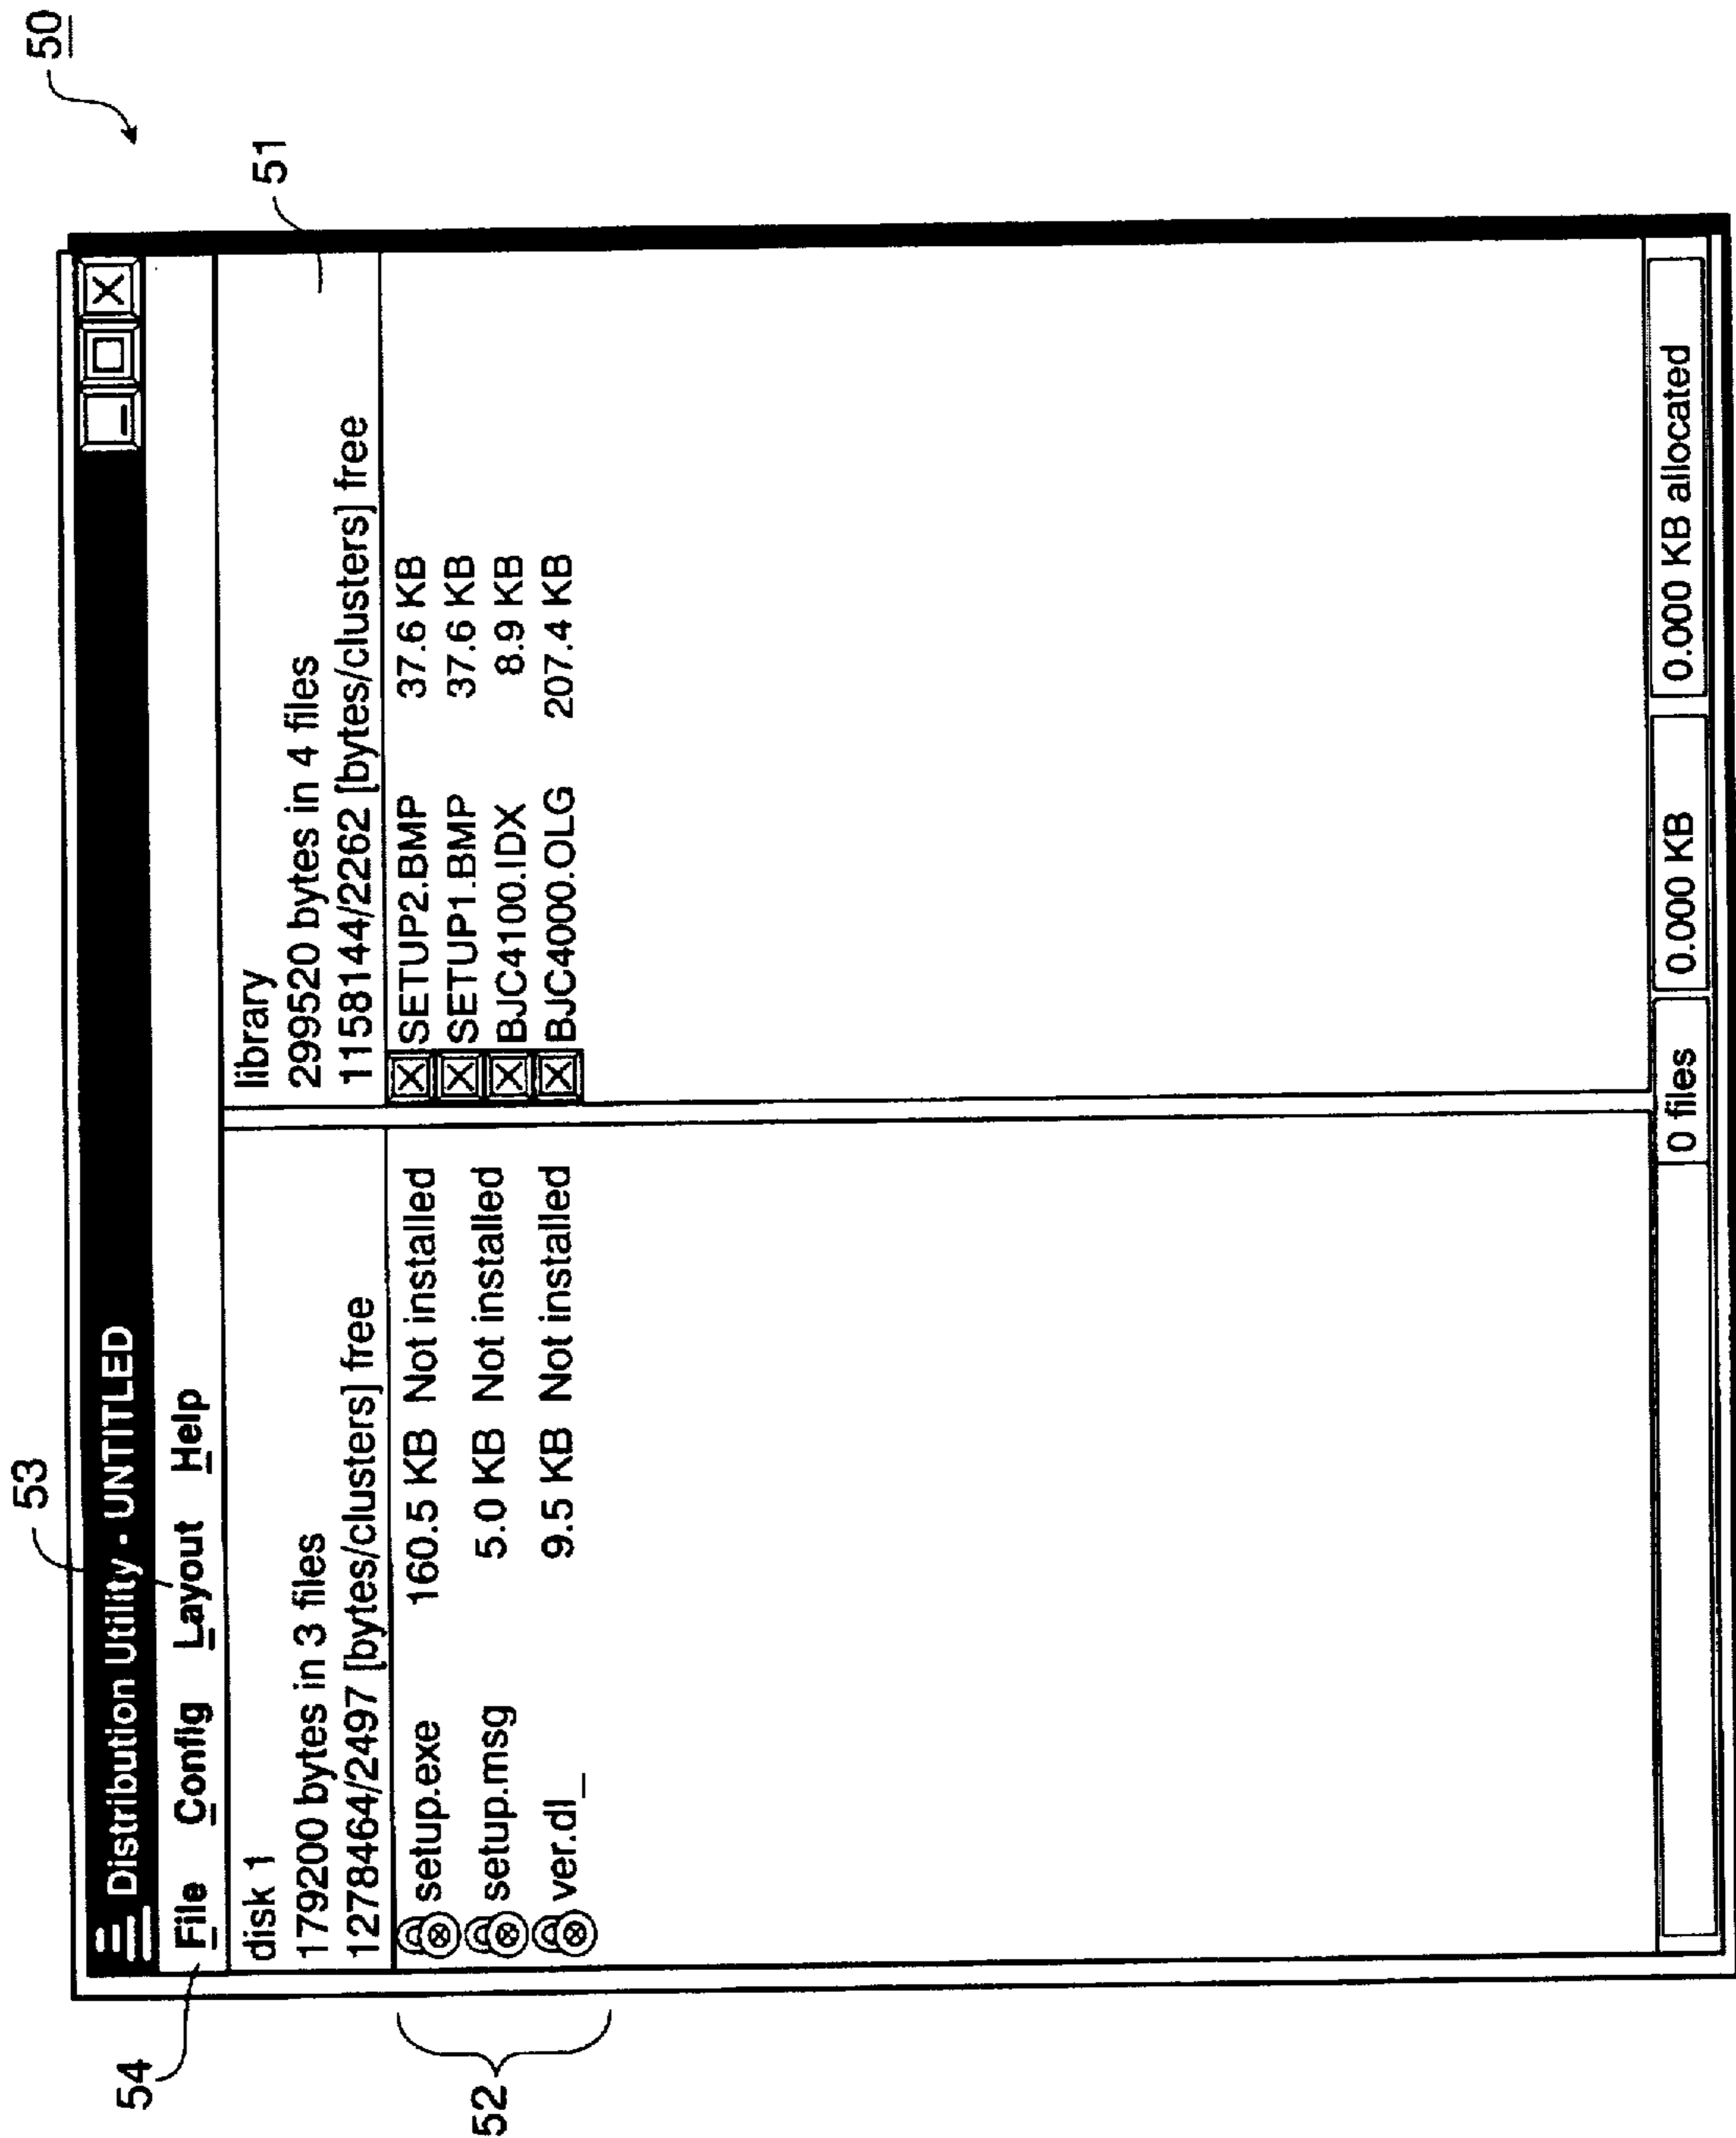 50
53
54
Distribution Utility - UNTITLED
File Config Layout Help
51
disk 1
179200 bytes in 3 files
1278464/2497 [bytes/clusters] free
library
299520 bytes in 4 files
1158144/2262 [bytes/clusters] free
52
setup.exe 160.5 KB Not installed
setup.msg 5.0 KB Not installed
ver.dl_ 9.5 KB Not installed
SETUP2.BMP 37.6 KB
SETUP1.BMP 37.6 KB
BJC4100.IDX 8.9 KB
BJC4000.OLG 207.4 KB
0 files 0.000 KB 0.000 KB allocated